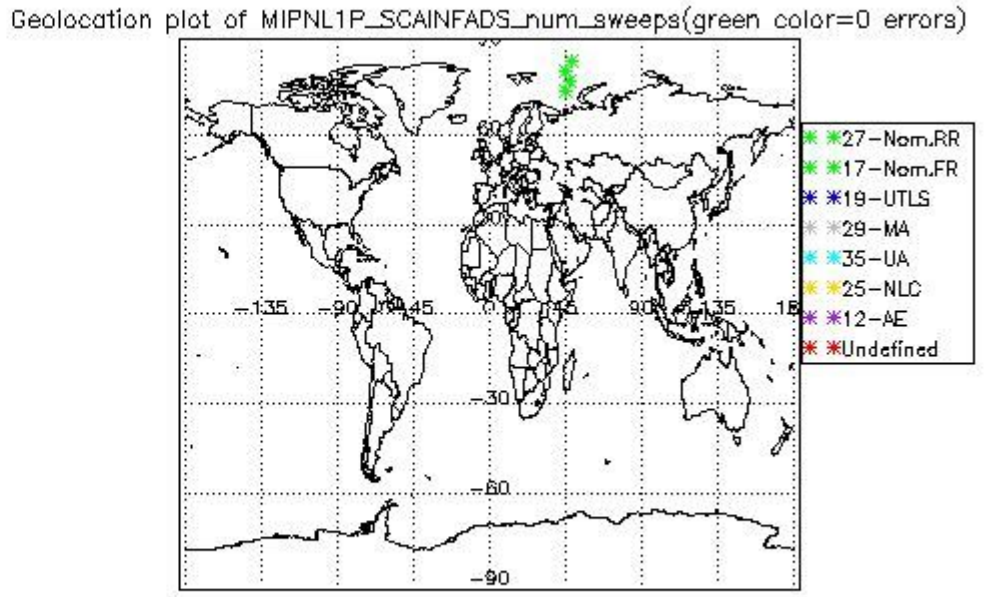 Geolocation plot of MIPNL1P_SCAINFADS_num_sweeps(green color=0 errors)
60
27-Nom.RR
17-Nom.FR
19-UTLS
29-MA
35-UA
25-NLC
12-AE
Undefined
-135 -90 -45 0 45 90 135
-30
-60
-90